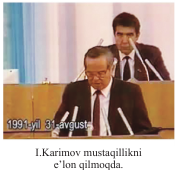 1991-yil 31-avgust
I.Karimov mustaqillikni
e’lon qilmoqda.